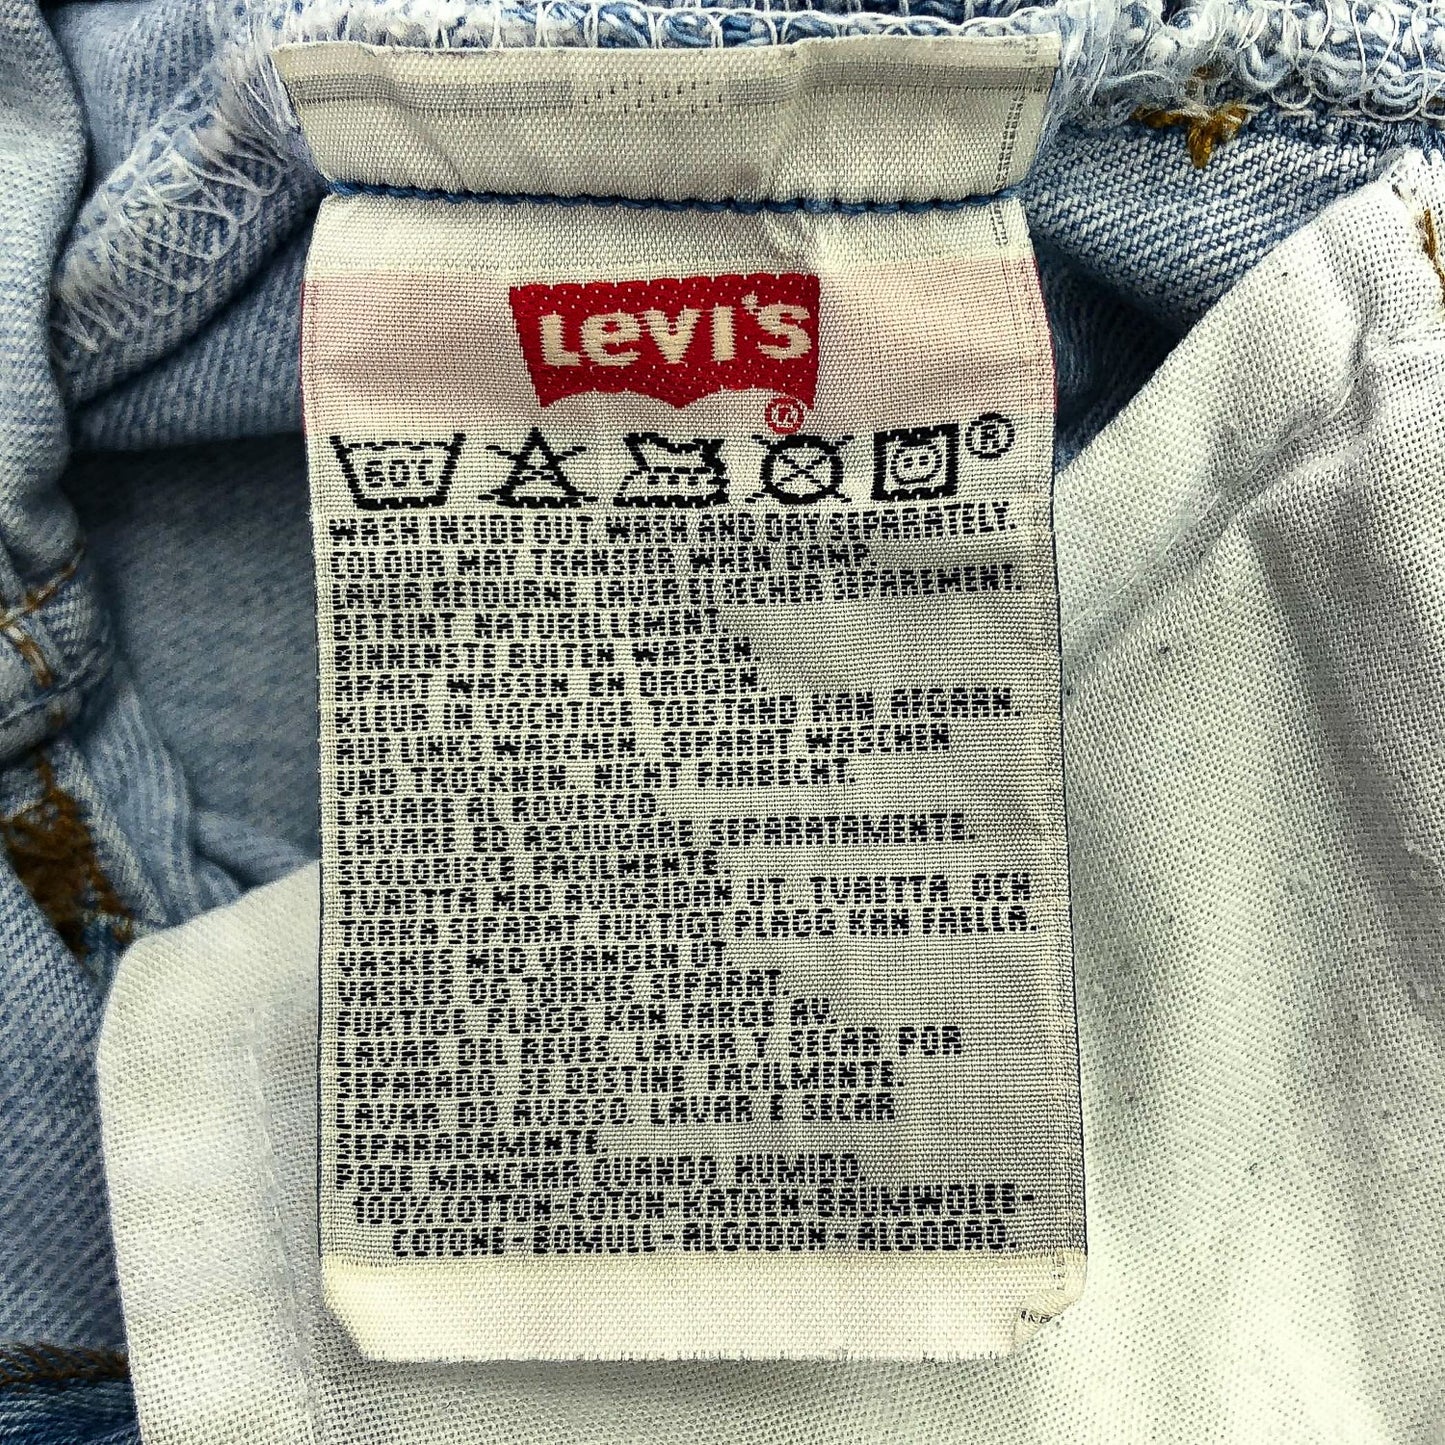 Levi's
®
60°C
®
WASH INSIDE OUT. WASH AND DRY SEPARATELY.
COLOUR MAY TRANSFER WHEN DAMP.
LAVER RETOURNE. LAVER ET SECHER SEPAREMENT.
DETEINT NATURELLEMENT.
BINNENSTE BUITEN WASSEN.
APART WASSEN EN DROGEN.
KLEUR IN VOCHTIGE TOESTAND KAN AFGAAN.
AUF LINKS WASCHEN. SEPARAT WASCHEN
UND TROCKNEN. NICHT FARBECHT.
LAVARE AL ROVESCIO.
LAVARE ED ASCIUGARE SEPARATAMENTE.
SCOLORISCE FACILMENTE.
TVAETTA MED AVIGSIDAN UT. TVAETTA OCH
TORKA SEPARAT. FUKTIGT PLAGG KAN FAELLA.
VASKES MED VRANGEN UT.
VASKES OG TORKES SEPARAT.
FUKTIGE PLAGG KAN FARGE AV.
LAVAR DEL REVES. LAVAR Y SECAR POR
SEPARADO. SE DESTINE FACILMENTE.
LAVAR DO AVESSO. LAVAR E SECAR
SEPARADAMENTE.
PODE MANCHAR QUANDO HUMIDO
100% COTTON-COTON-KATOEN-BAUMWOLLE-
COTONE-BOMULL-ALGODON-ALGODAO.